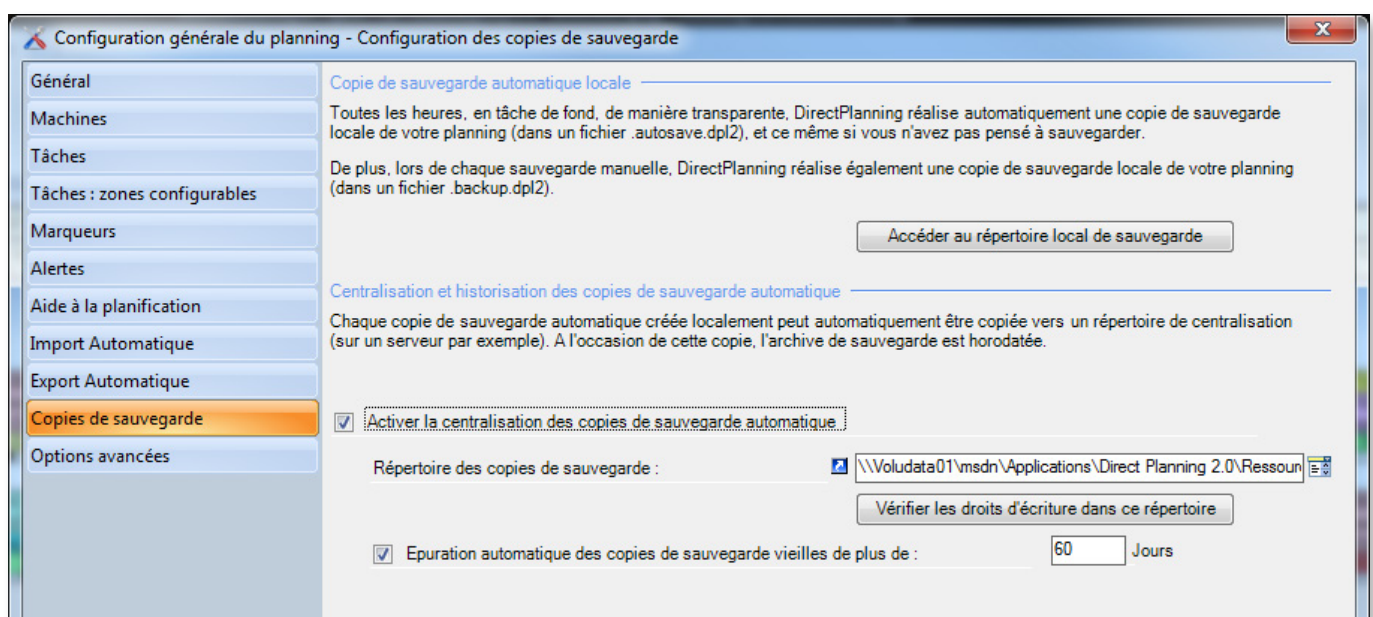 Configuration générale du planning - Configuration des copies de sauvegarde
x
Général
Machines
Tâches
Tâches : zones configurables
Marqueurs
Alertes
Aide à la planification
Import Automatique
Export Automatique
Copies de sauvegarde
Options avancées
Copie de sauvegarde automatique locale
Toutes les heures, en tâche de fond, de manière transparente, DirectPlanning réalise automatiquement une copie de sauvegarde
locale de votre planning (dans un fichier .autosave.dpl2), et ce même si vous n'avez pas pensé à sauvegarder.
De plus, lors de chaque sauvegarde manuelle, DirectPlanning réalise également une copie de sauvegarde locale de votre planning
(dans un fichier .backup.dpl2).
Accéder au répertoire local de sauvegarde
Centralisation et historisation des copies de sauvegarde automatique
Chaque copie de sauvegarde automatique créée localement peut automatiquement être copiée vers un répertoire de centralisation
(sur un serveur par exemple). A l'occasion de cette copie, l'archive de sauvegarde est horodatée.
Activer la centralisation des copies de sauvegarde automatique
Répertoire des copies de sauvegarde : \\Voludata01\msdn\Applications\Direct Planning 2.0\Ressour
Vérifier les droits d'écriture dans ce répertoire
Epuration automatique des copies de sauvegarde vieilles de plus de : 60 Jours